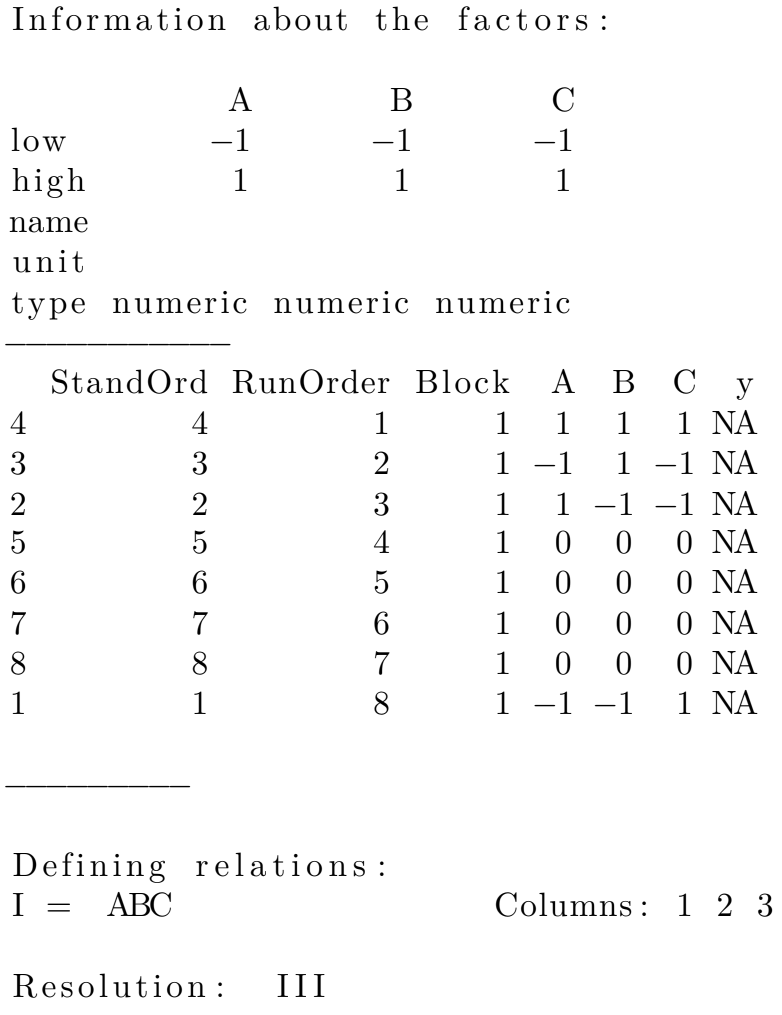 Information about the factors:
A B C
low −1 −1 −1
high 1 1 1
name
unit
type numeric numeric numeric
___________
StandOrd RunOrder Block A B C y
4 4 1 1 1 1 1 NA
3 3 2 1 −1 1 −1 NA
2 2 3 1 1 −1 −1 NA
5 5 4 1 0 0 0 NA
6 6 5 1 0 0 0 NA
7 7 6 1 0 0 0 NA
8 8 7 1 0 0 0 NA
1 1 8 1 −1 −1 1 NA
_________
Defining relations:
I = ABC Columns: 1 2 3
Resolution: III